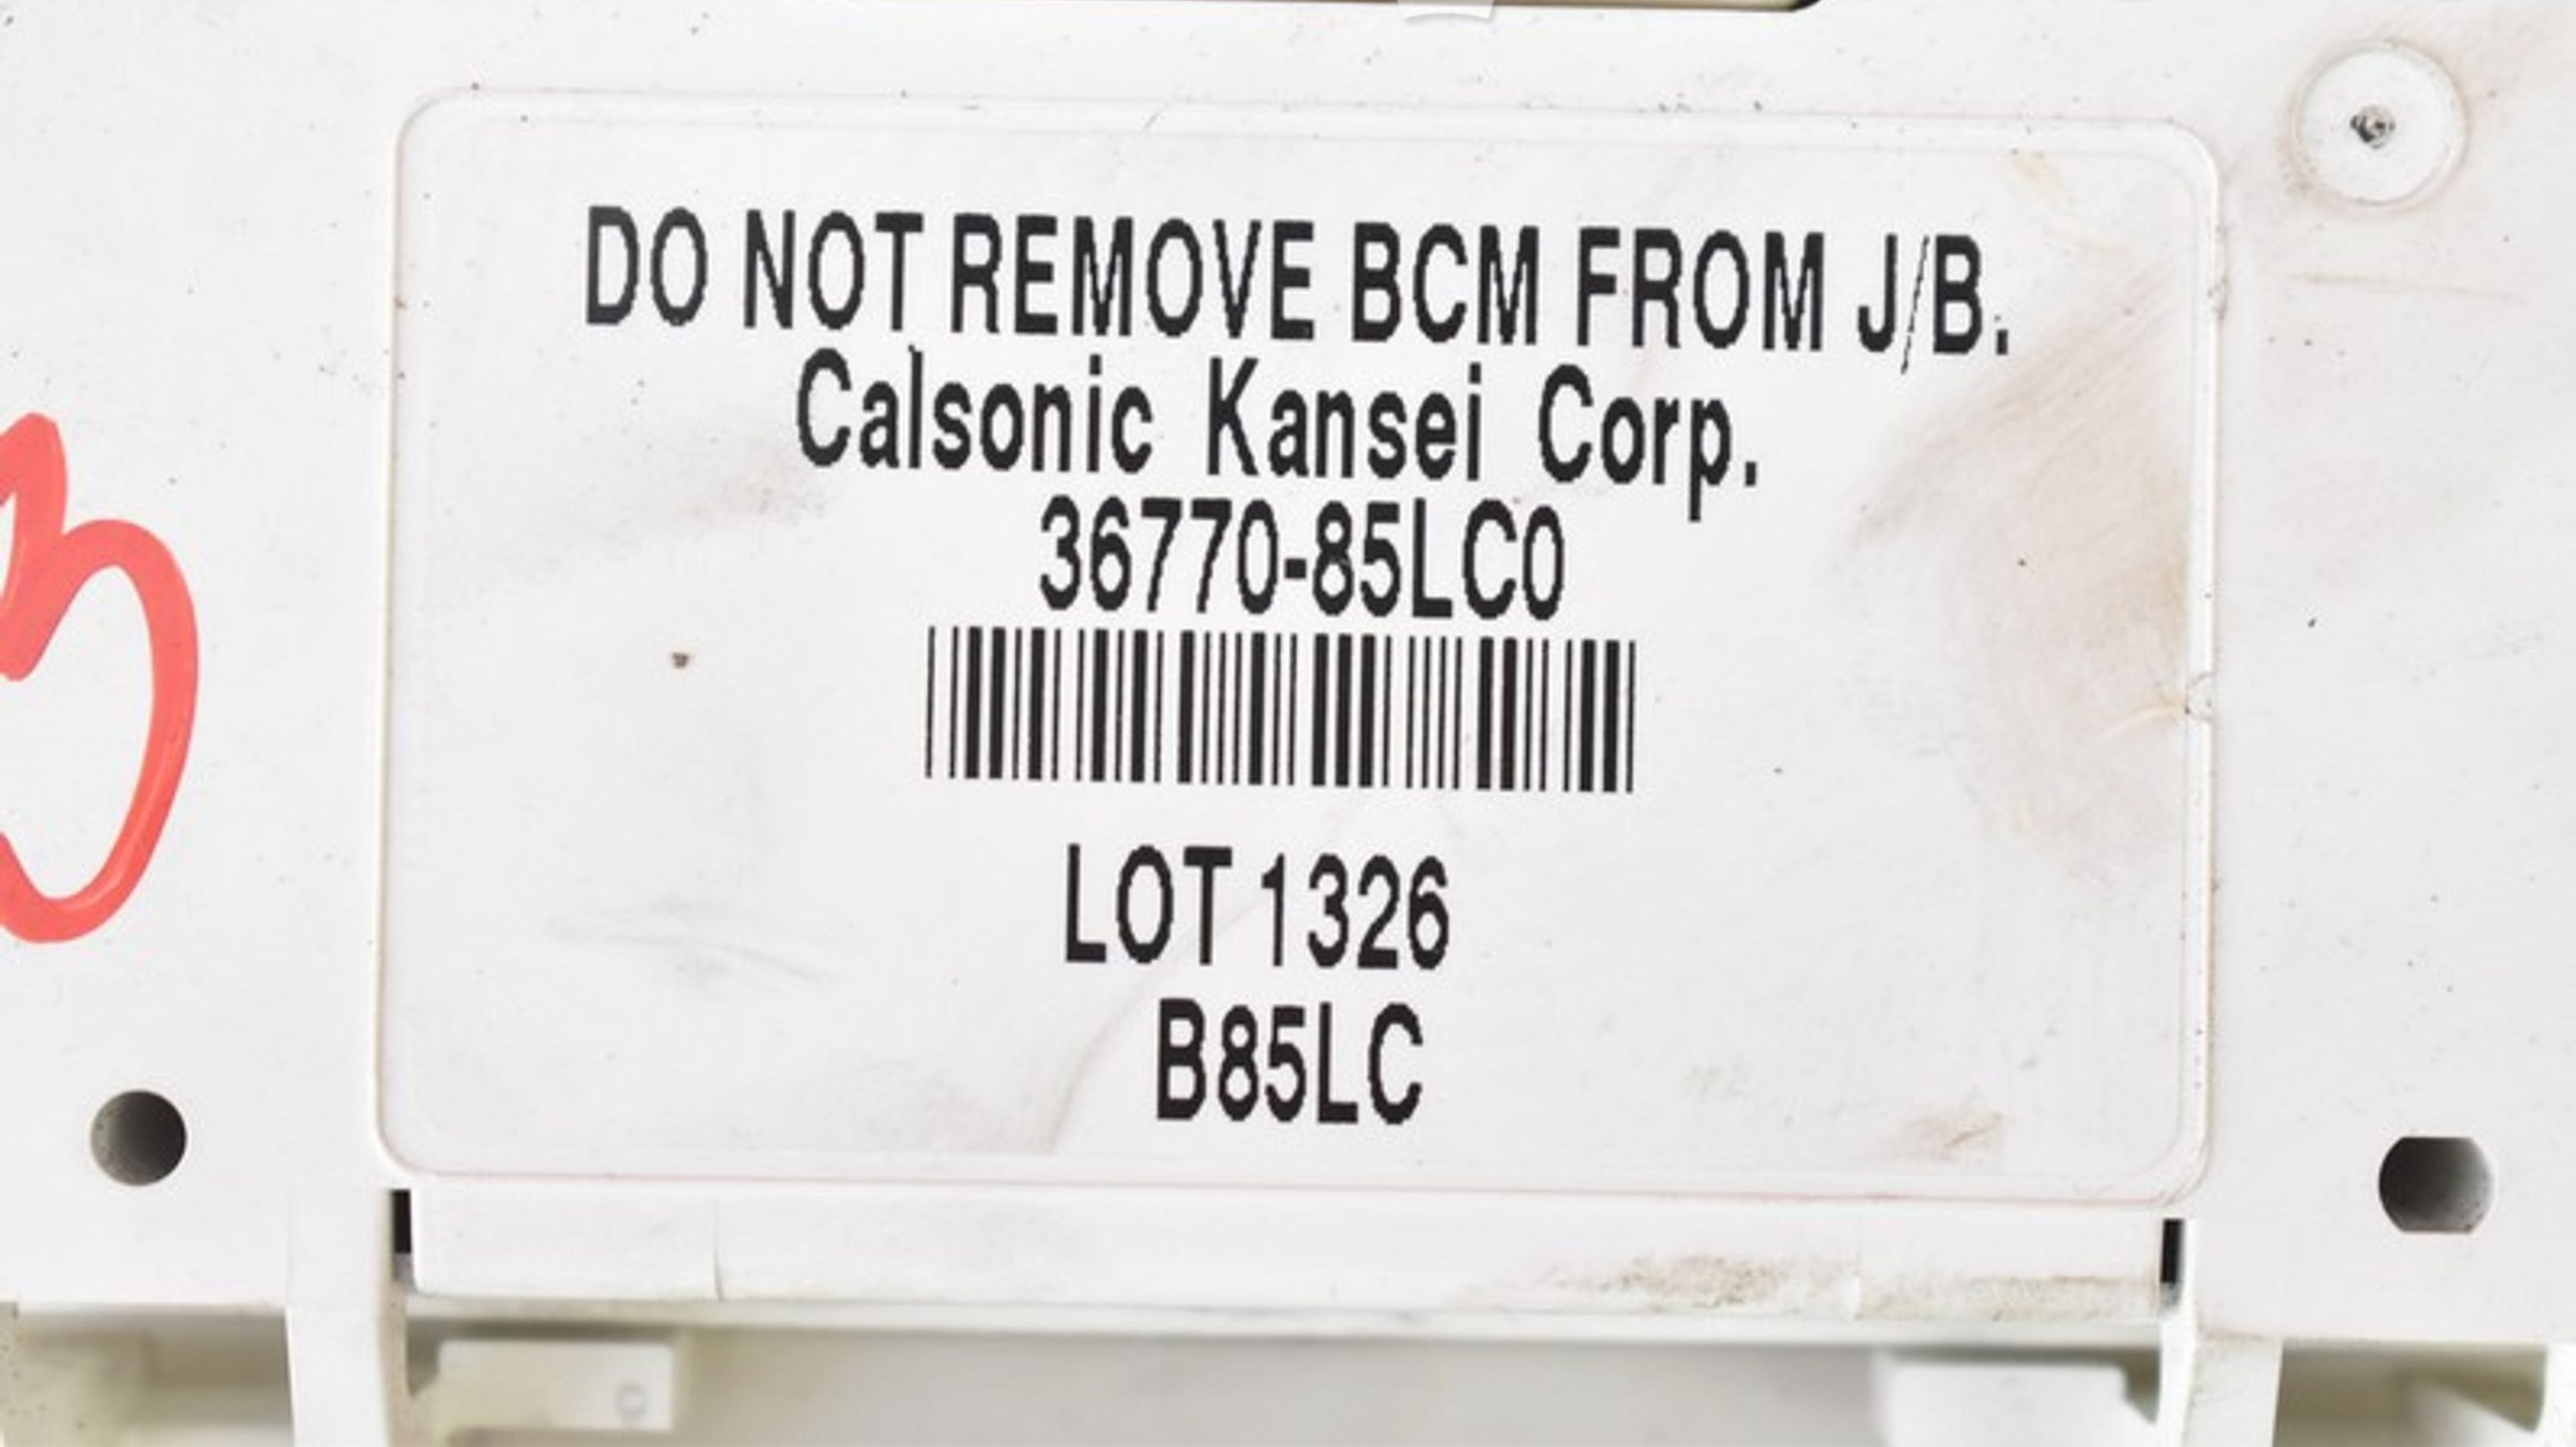 DO NOT REMOVE BCM FROM J/B.
Calsonic Kansei Corp.
36770-85LC0
LOT 1326
B85LC